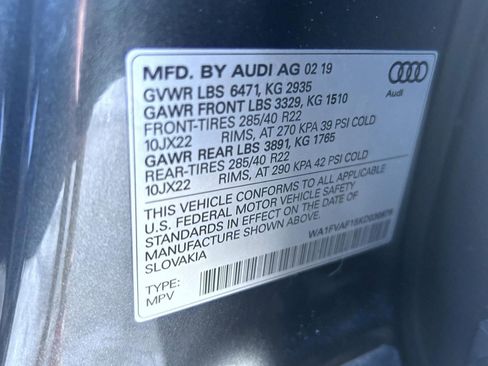 MFD. BY AUDI AG 02 19
GVWR LBS 6471, KG 2935
GAWR FRONT LBS 3329, KG 1510
FRONT-TIRES 285/40 R22
10JX22 RIMS, AT 270 KPA 39 PSI COLD
GAWR REAR LBS 3891, KG 1765
REAR-TIRES 285/40 R22
10JX22 RIMS, AT 290 KPA 42 PSI COLD
THIS VEHICLE CONFORMS TO ALL APPLICABLE
U.S. FEDERAL MOTOR VEHICLE SAFETY
STANDARDS IN EFFECT ON THE DATE OF
MANUFACTURE SHOWN ABOVE.
SLOVAKIA
TYPE:
MPV
Audi